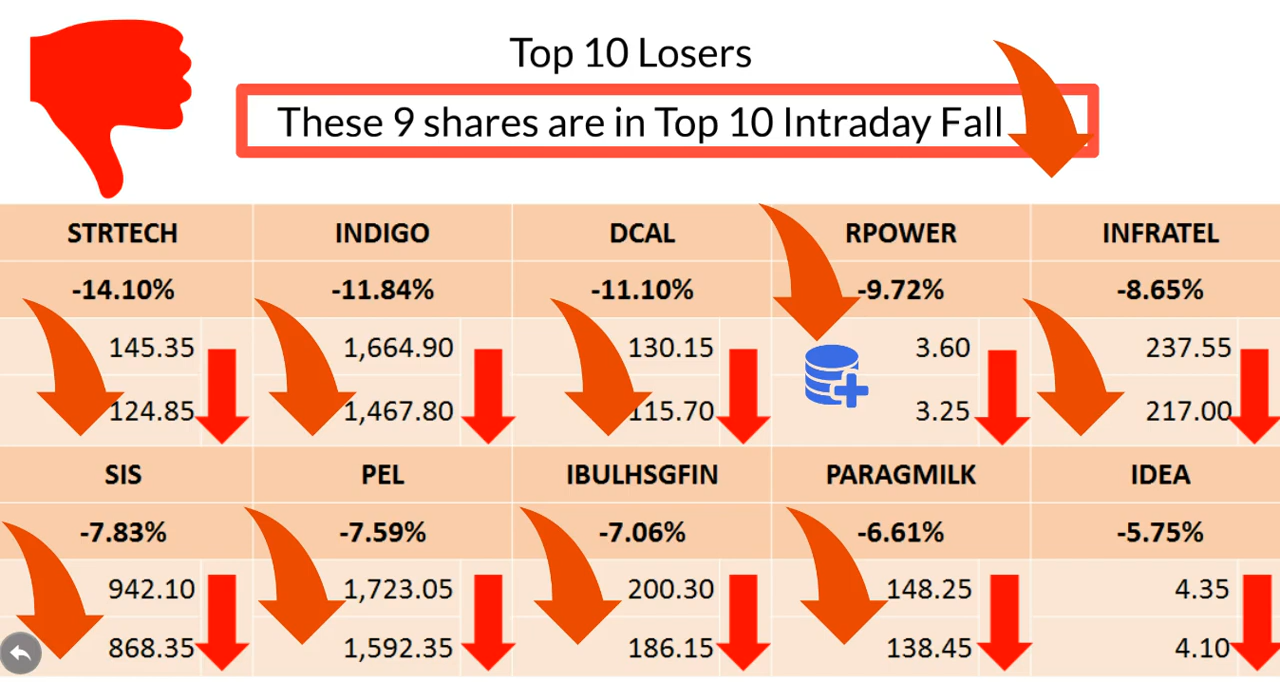 Top 10 Losers
These 9 shares are in Top 10 Intraday Fall
STRTECH INDIGO DCAL RPOWER INFRATEL
-14.10% -11.84% -11.10% -9.72% -8.65%
145.35 1,664.90 130.15 3.60 237.55
124.85 1,467.80 115.70 3.25 217.00
SIS PEL IBULHSGFIN PARAGMILK IDEA
-7.83% -7.59% -7.06% -6.61% -5.75%
942.10 1,723.05 200.30 148.25 4.35
868.35 1,592.35 186.15 138.45 4.10